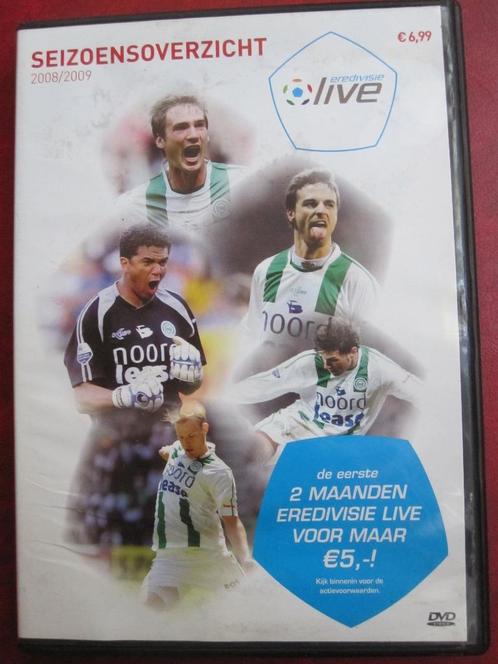 SEIZOENSOVERZICHT
2008/2009
€ 6,99
eredivisie
live
noord
lease
noord
noord
lease
noord
lease
de eerste
2 MAANDEN
EREDIVISIE LIVE
VOOR MAAR
€5,-!
Kijk binnenin voor de
actievoorwaarden.
DVD